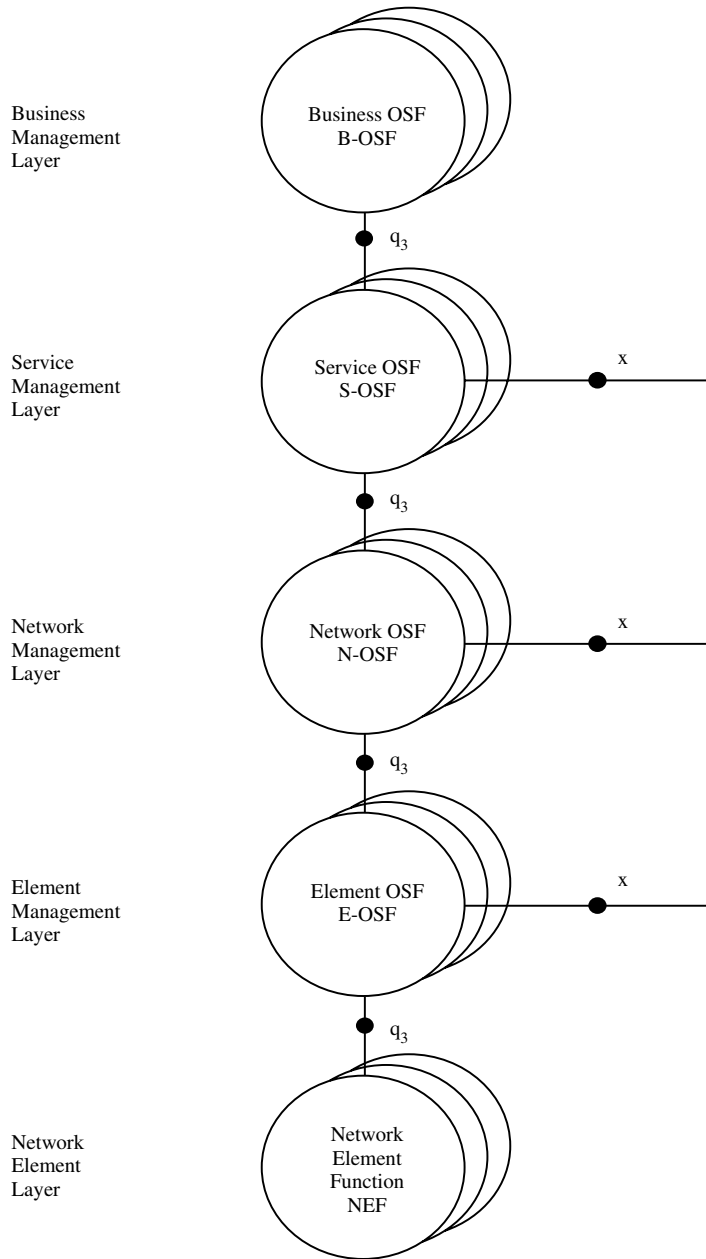 Business
Management
Layer
Business OSF
B-OSF
q3
Service
Management
Layer
Service OSF
S-OSF
x
q3
Network
Management
Layer
Network OSF
N-OSF
x
q3
Element
Management
Layer
Element OSF
E-OSF
x
q3
Network
Element
Layer
Network
Element
Function
NEF